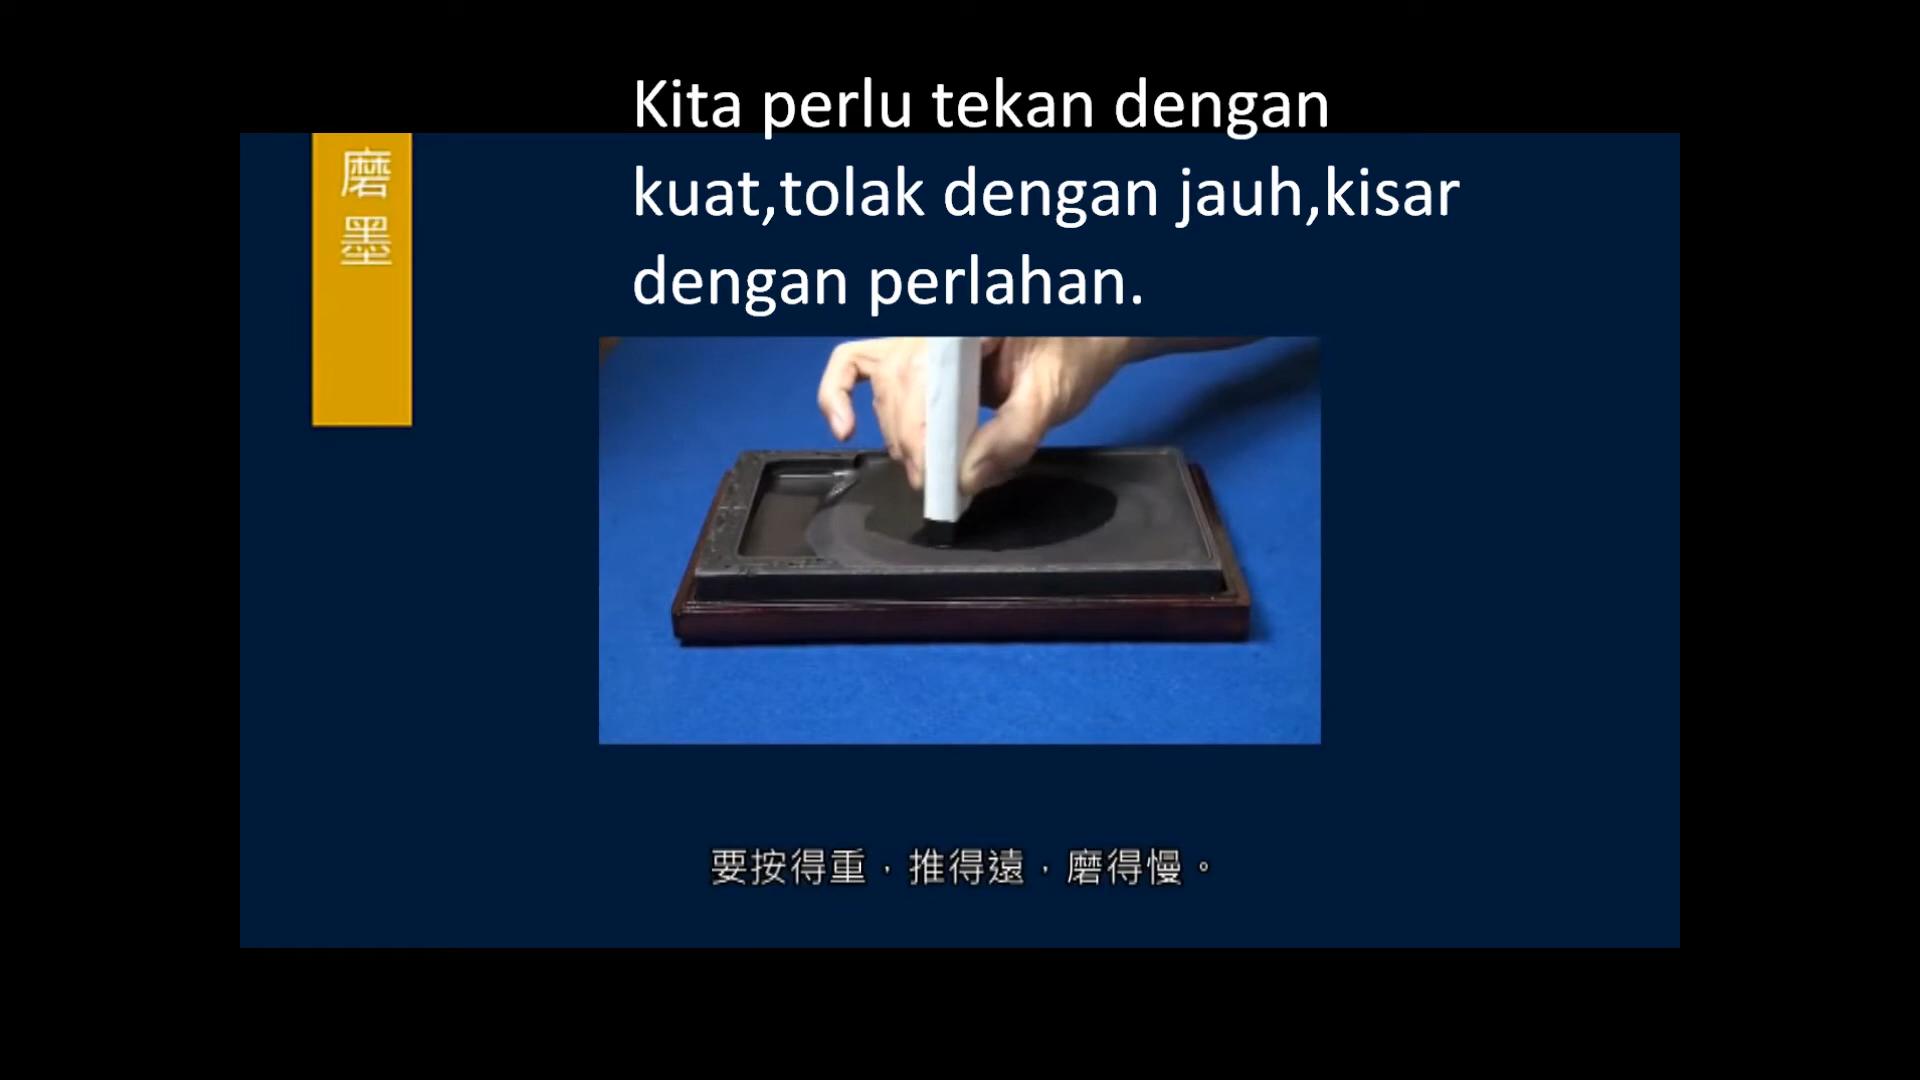 Kita perlu tekan dengan
kuat,tolak dengan jauh,kisar
dengan perlahan.
磨墨
要按得重，推得遠，磨得慢。